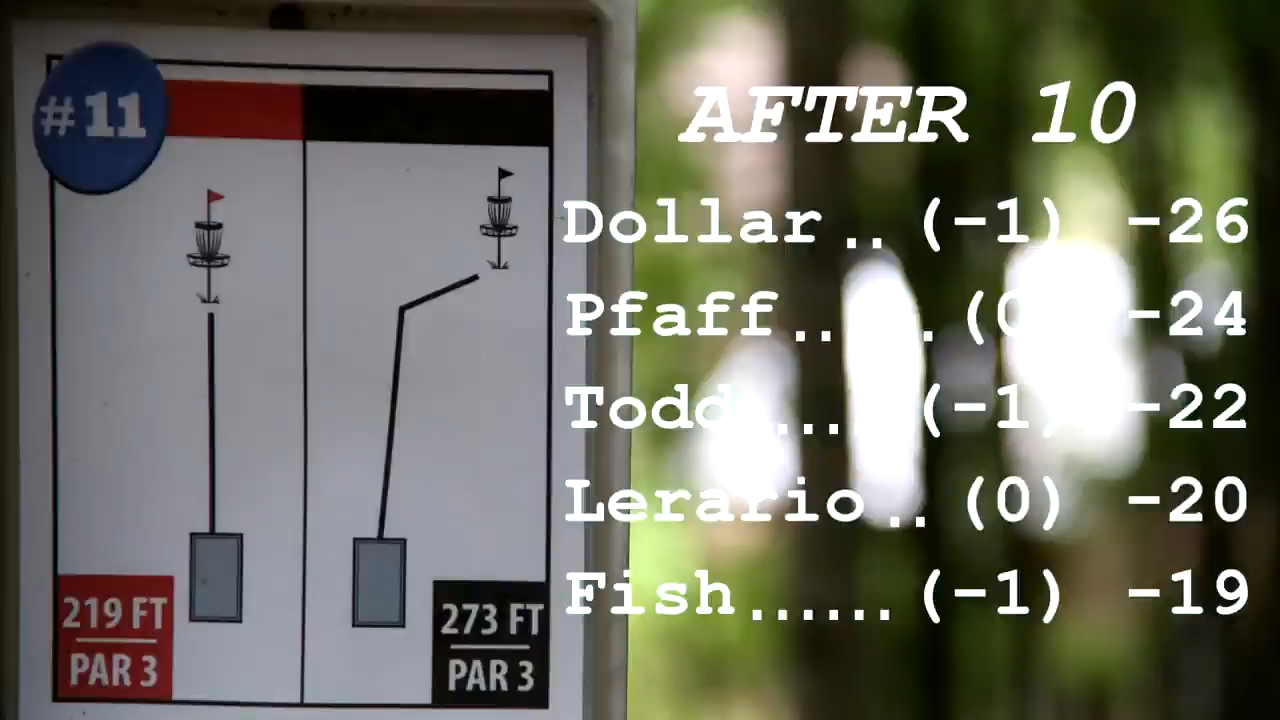 #11
219 FT
PAR 3
273 FT
PAR 3
AFTER 10
Dollar.. (-1) -26
Pfaff.....(0) -24
Todd..... (-1) -22
Lerario.. (0) -20
Fish...... (-1) -19